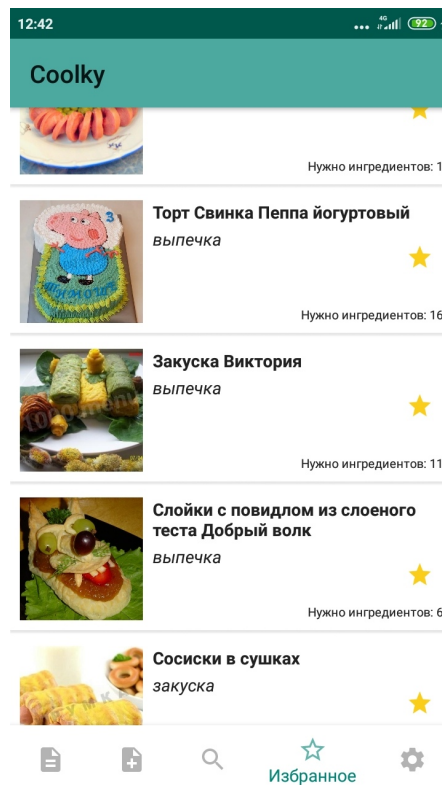 12:42
4G
92
Coolky
Нужно ингредиентов: 1
Торт Свинка Пеппа йогуртовый
выпечка
3
Нужно ингредиентов: 16
Закуска Виктория
выпечка
Нужно ингредиентов: 11
Слойки с повидлом из слоеного
теста Добрый волк
выпечка
Нужно ингредиентов: 6
Сосиски в сушках
закуска
Избранное